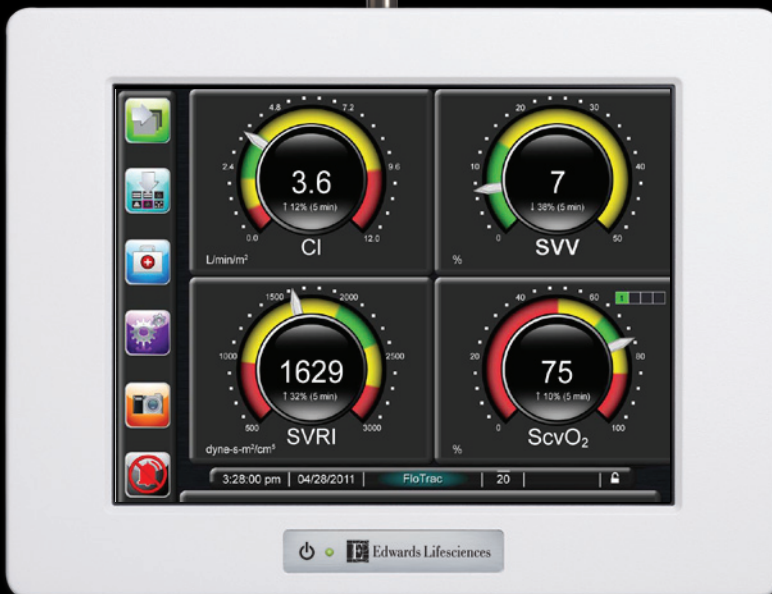 4.8 7.2
2.4 9.6
3.6
↑ 12% (5 min)
0.0 12.0
CI
L/min/m²
20 30
10 40
7
↓ 38% (5 min)
0 50
SVV
%
1500 2000
1000 2500
1629
↑ 32% (5 min)
500 3000
SVRI
dyne-s-m²/cm⁵
40 60
1
20 80
75
↑ 10% (5 min)
0 100
ScvO₂
%
3:28:00 pm | 04/28/2011 | FloTrac | 20 |
E Edwards Lifesciences